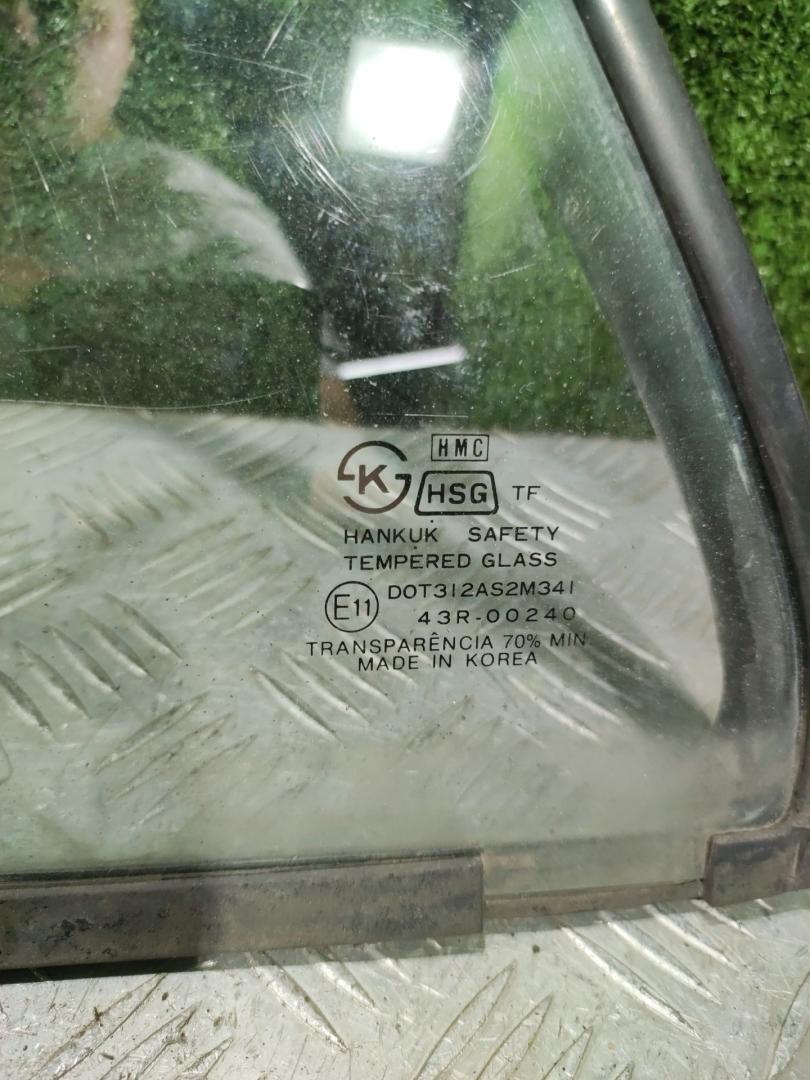 HMC
K HSG TF
HANKUK SAFETY
TEMPERED GLASS
E11 DOT312AS2M341
43R-00240
TRANSPARÊNCIA 70% MIN.
MADE IN KOREA